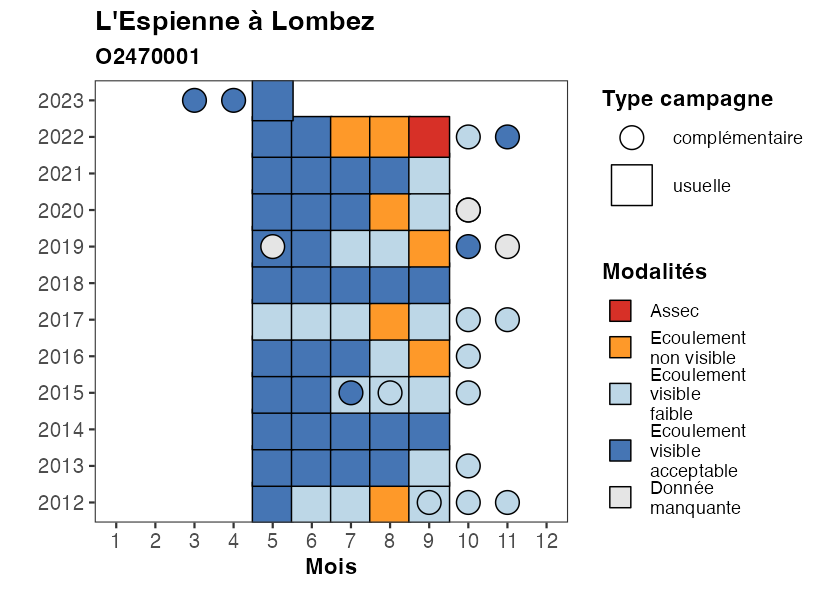 L'Espienne à Lombez
O2470001
2023
2022
2021
2020
2019
2018
2017
2016
2015
2014
2013
2012
1 2 3 4 5 6 7 8 9 10 11 12
Mois
Type campagne
complémentaire
usuelle
Modalités
Assec
Ecoulement
non visible
Ecoulement
visible
faible
Ecoulement
visible
acceptable
Donnée
manquante